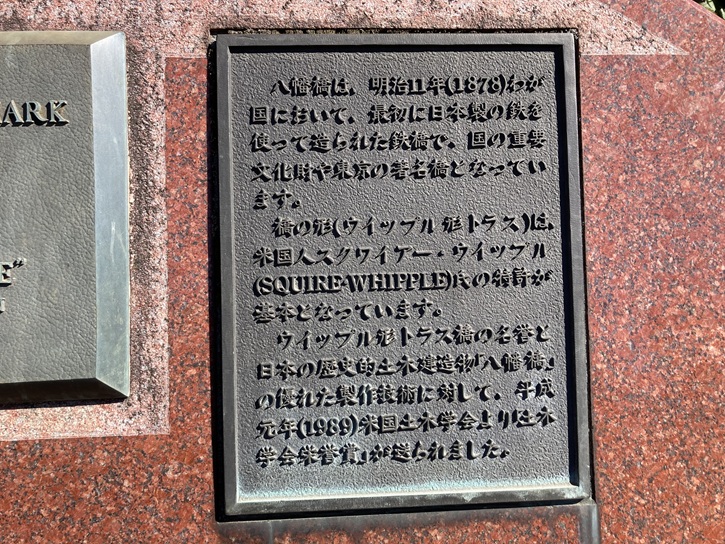 ARK
E"
八幡橋は、明治11年(1878)わが
国において、最初に日本製の鉄を
使って造られた鉄橋で、国の重要
文化財や東京の著名橋となってい
ます。
橋の形(ウイップル形トラス)は、
米国人スクワイアー・ウイップル
(SQUIRE-WHIPPLE)氏の特許が
基本となっています。
ウイップル形トラス橋の名誉と
日本の歴史的土木建造物「八幡橋」
の優れた製作技術に対して、平成
元年(1989)米国土木学会より「土木
学会栄誉賞」が送られました。